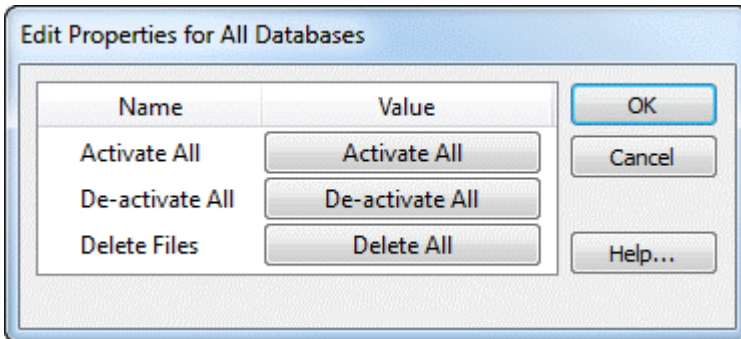 Edit Properties for All Databases
Name Value
Activate All Activate All
De-activate All De-activate All
Delete Files Delete All
OK
Cancel
Help...